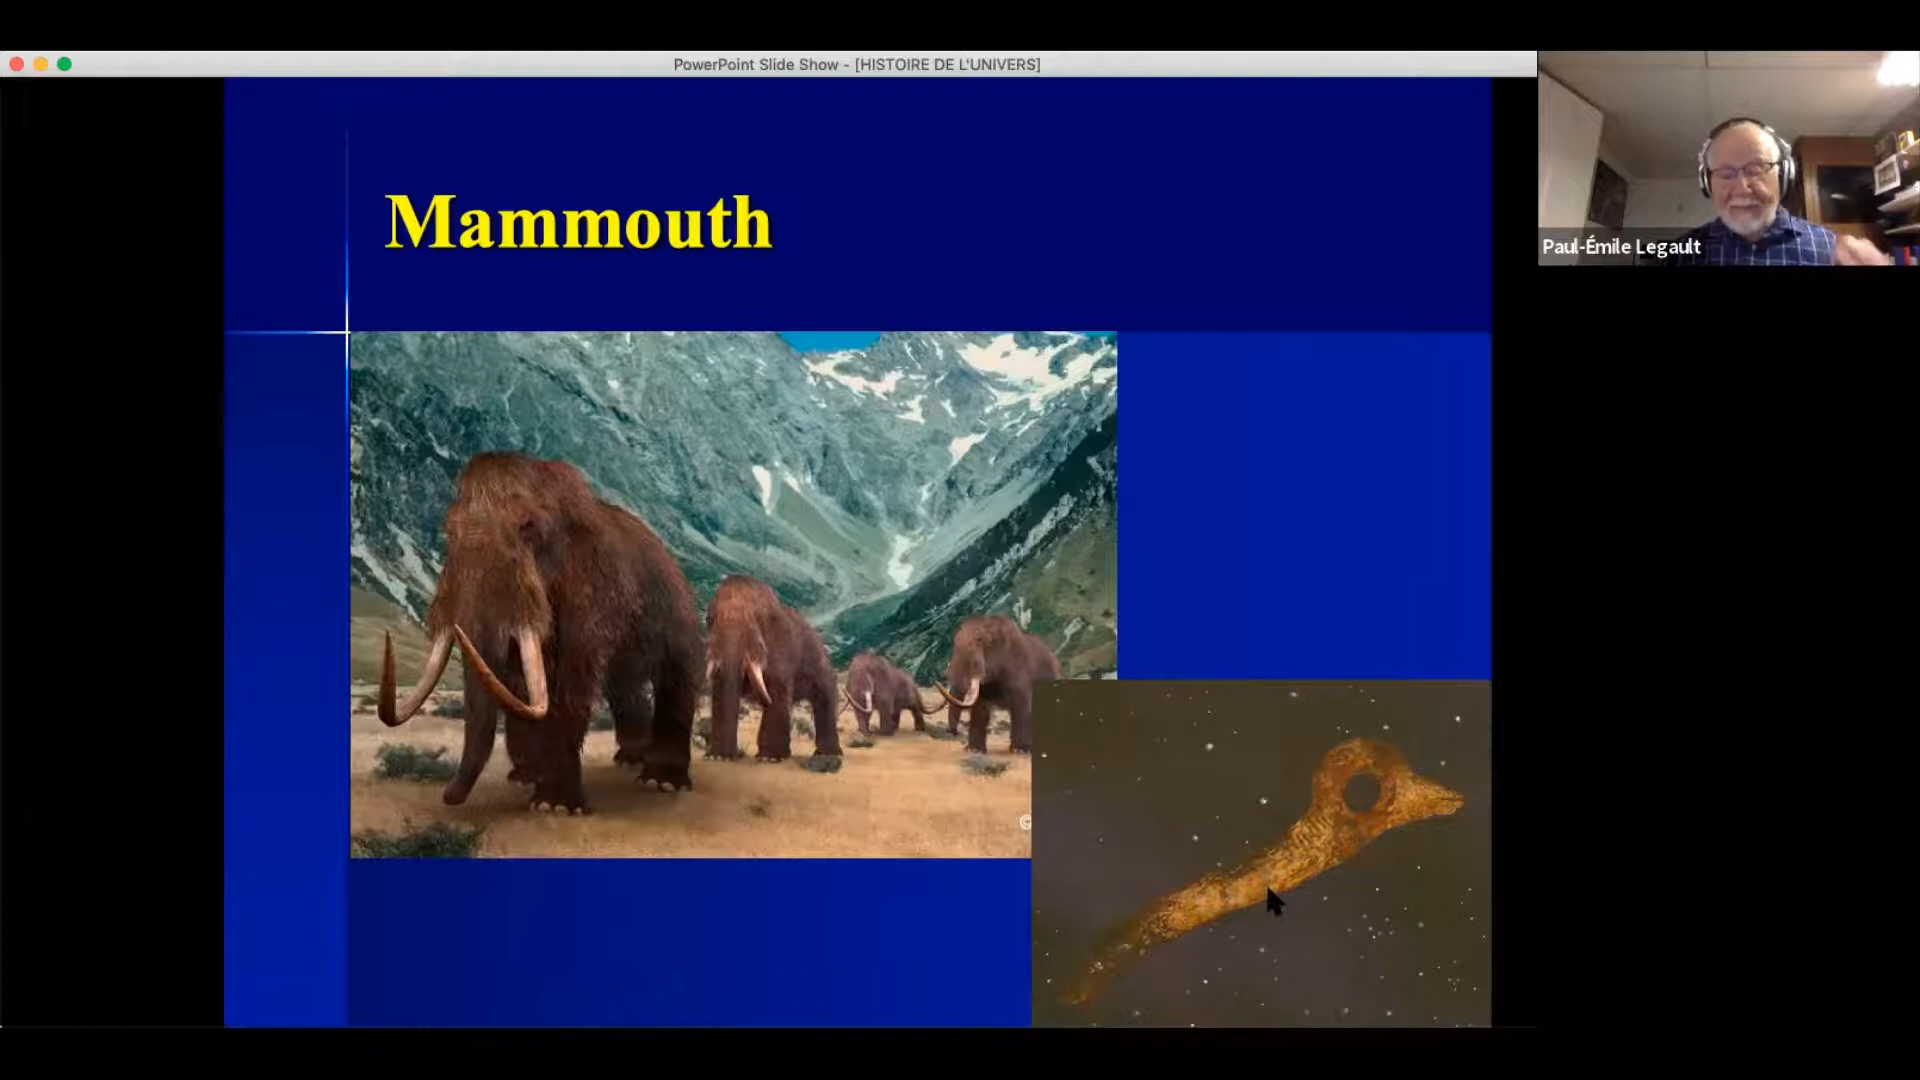 PowerPoint Slide Show - [HISTOIRE DE L'UNIVERS]
Paul-Émile Legault
Mammouth
©